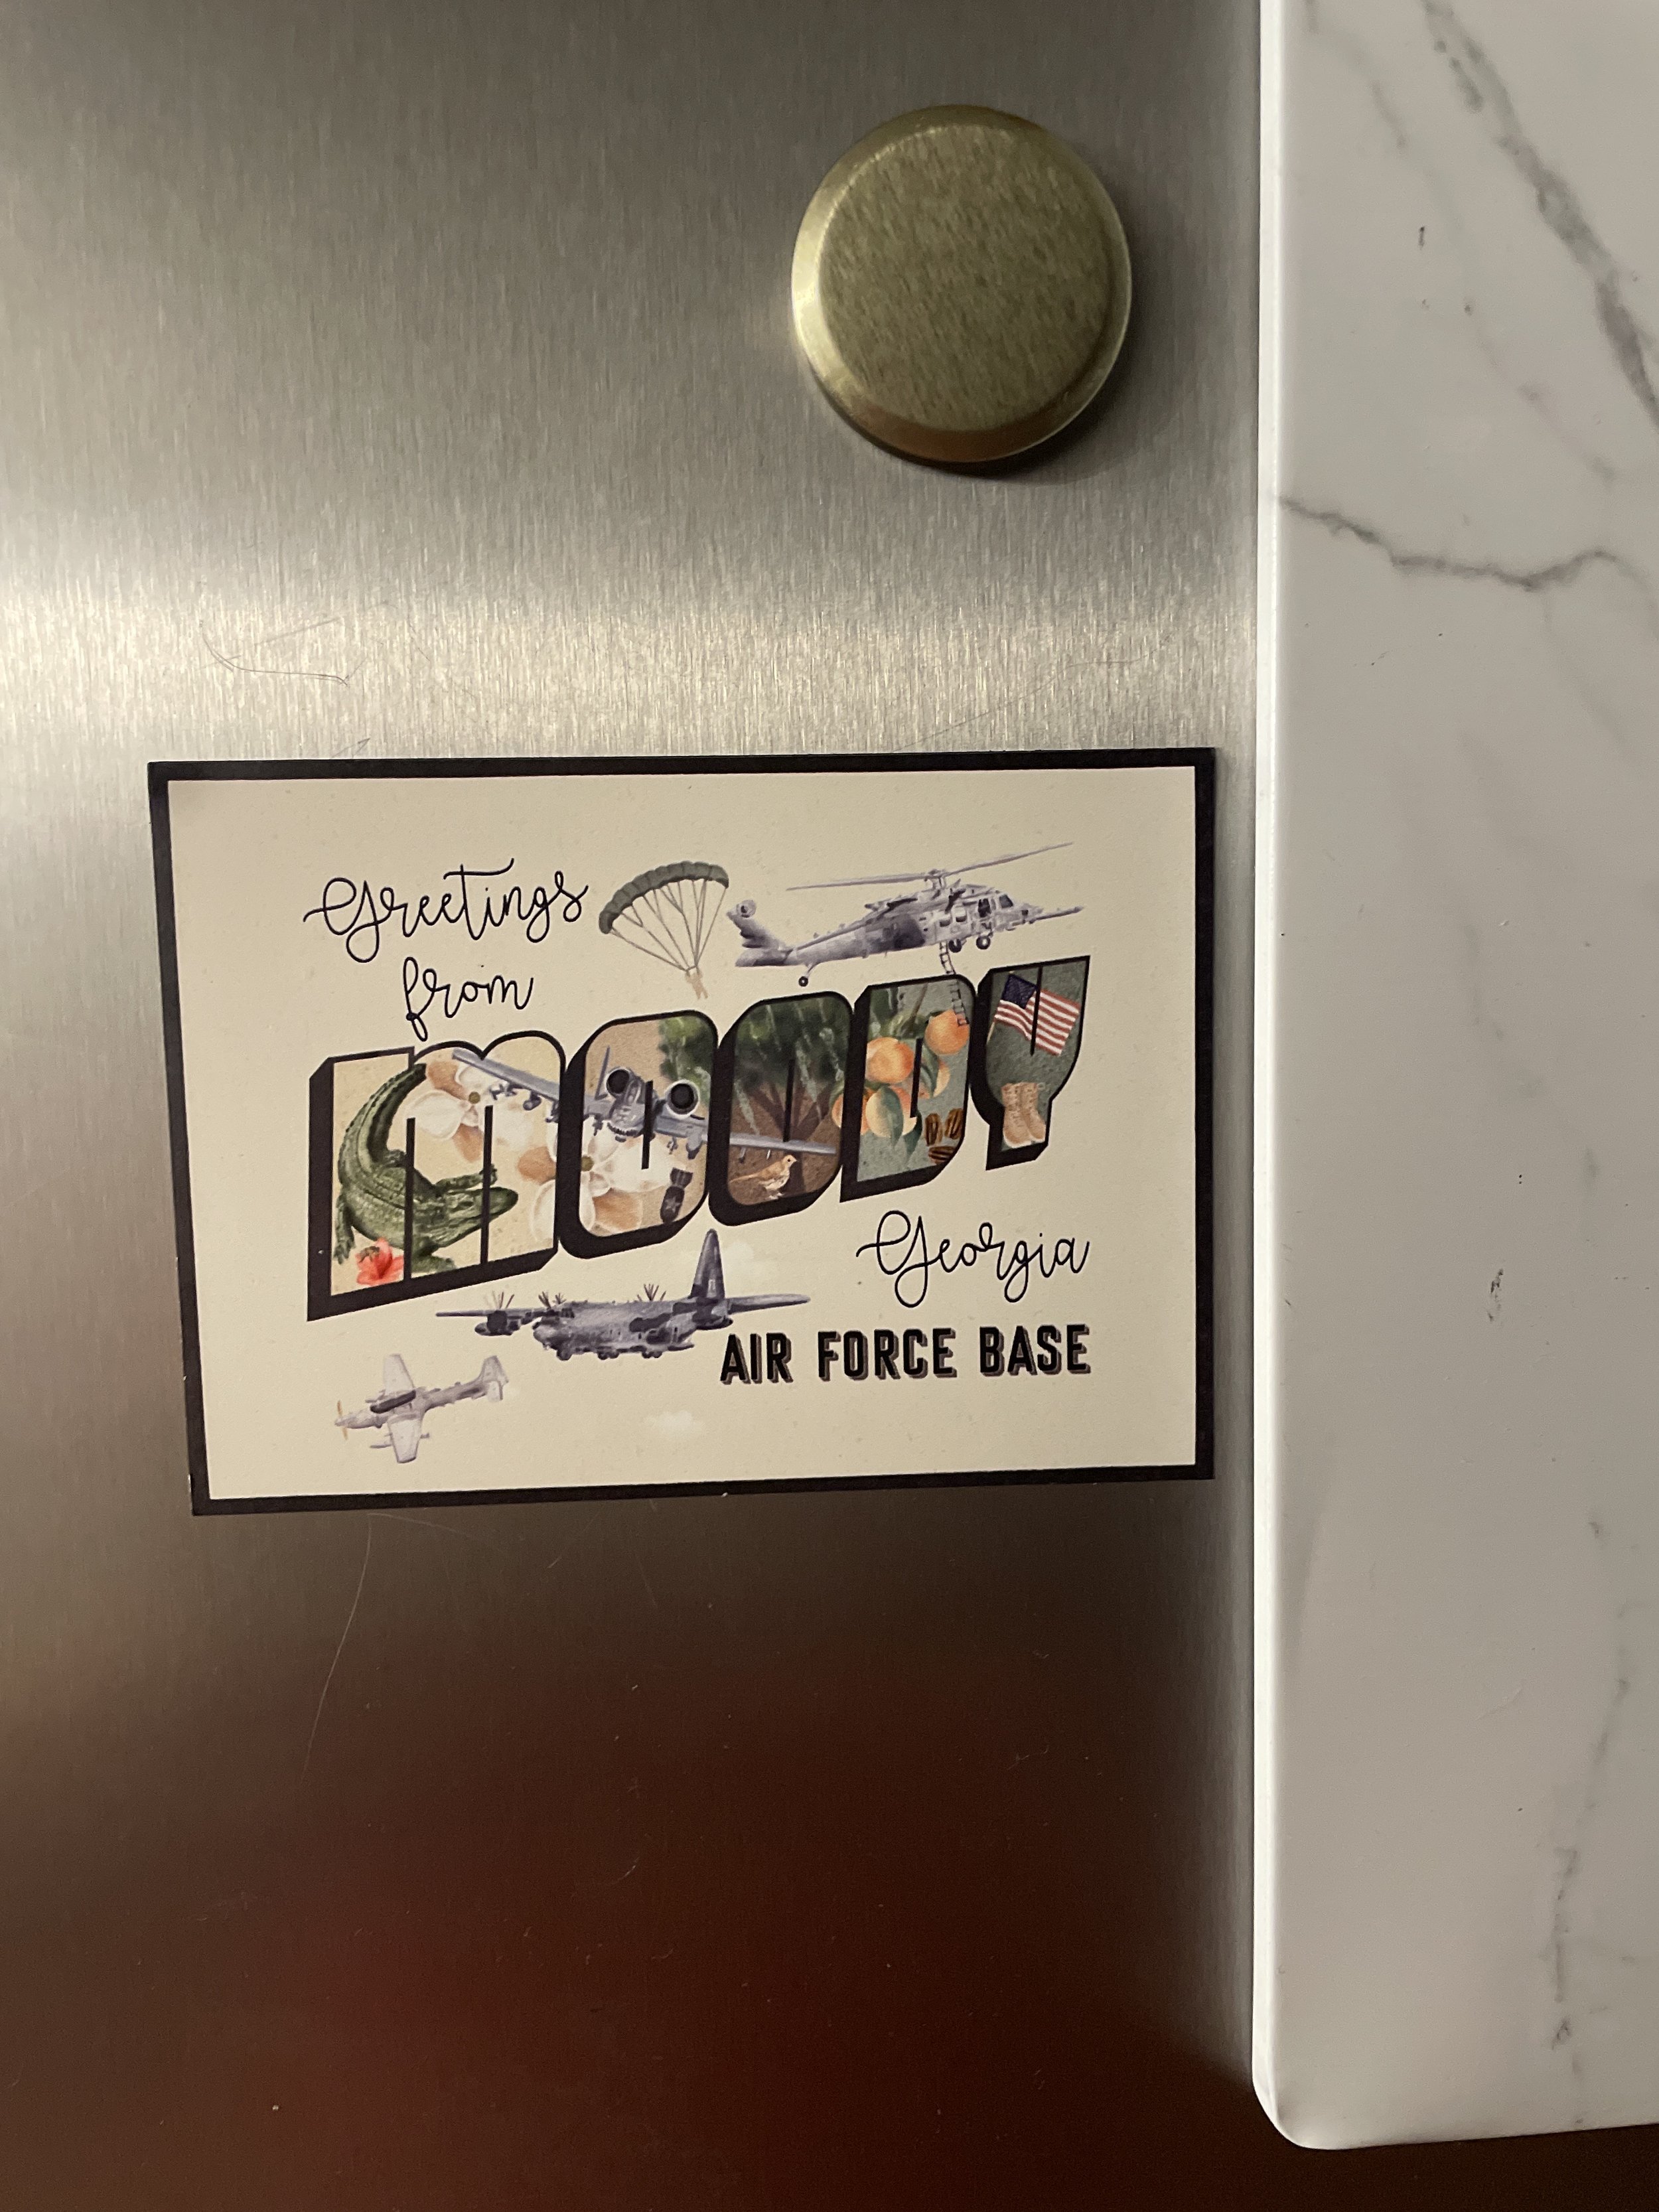 Greetings
from
MOODY
Georgia
AIR FORCE BASE